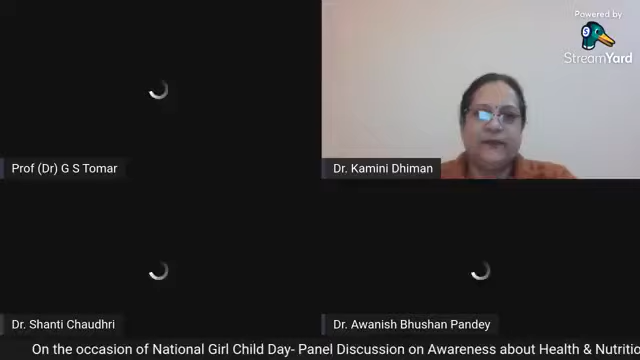 Powered by
StreamYard
Prof (Dr) G S Tomar
Dr. Kamini Dhiman
Dr. Shanti Chaudhri
Dr. Awanish Bhushan Pandey
On the occasion of National Girl Child Day- Panel Discussion on Awareness about Health & Nutritio